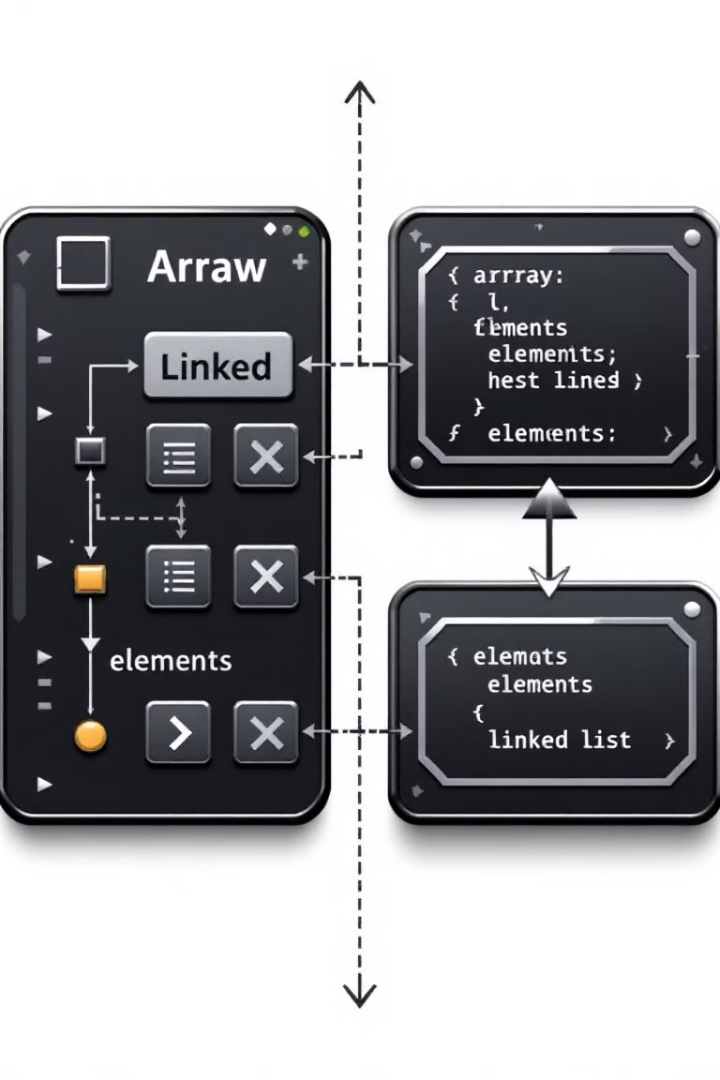 Arraw
Linked
elements
{ arrray:
{ l,
flements
elements;
hest lined }
}
elements: }
{ elemats
elements
{
linked list }